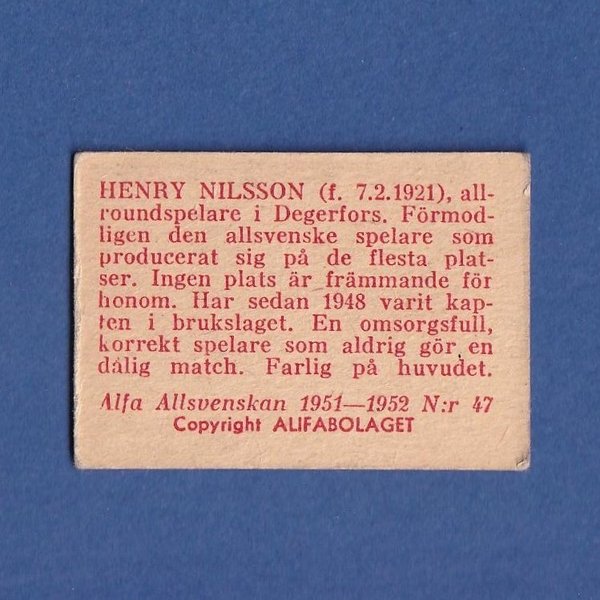 HENRY NILSSON (f. 7.2.1921), all-
roundspelare i Degerfors. Förmod-
ligen den allsvenske spelare som
producerat sig på de flesta plat-
ser. Ingen plats är främmande för
honom. Har sedan 1948 varit kap-
ten i brukslaget. En omsorgsfull,
korrekt spelare som aldrig gör en
dålig match. Farlig på huvudet.
Alfa Allsvenskan 1951—1952 N:r 47
Copyright ALIFABOLAGET